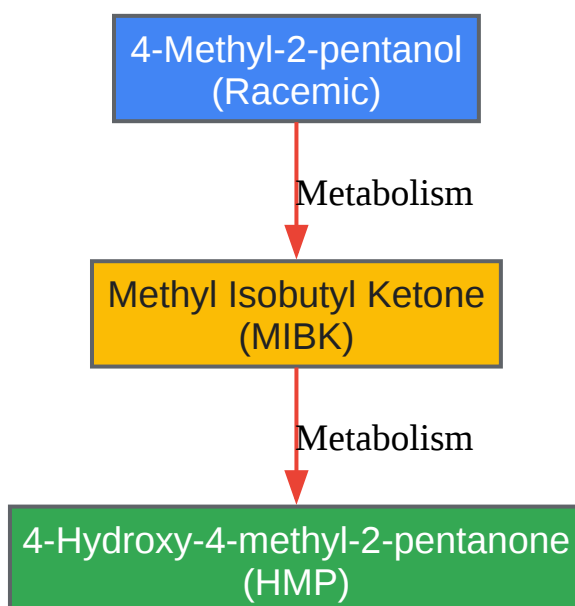 4-Methyl-2-pentanol
(Racemic)
Metabolism
Methyl Isobutyl Ketone
(MIBK)
Metabolism
4-Hydroxy-4-methyl-2-pentanone
(HMP)